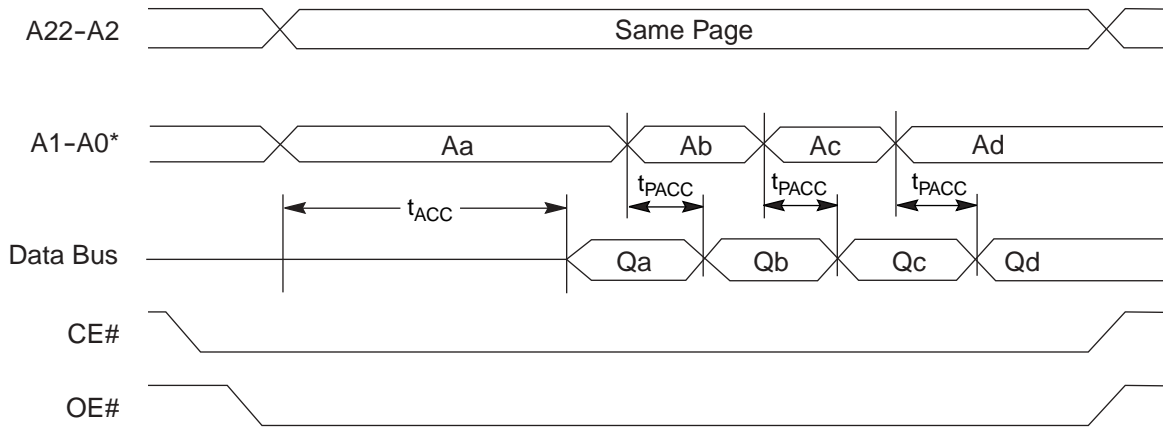 A22-A2
Same Page
A1-A0*
Aa
Ab
Ac
Ad
tACC
tPACC
tPACC
tPACC
Data Bus
Qa
Qb
Qc
Qd
CE#
OE#